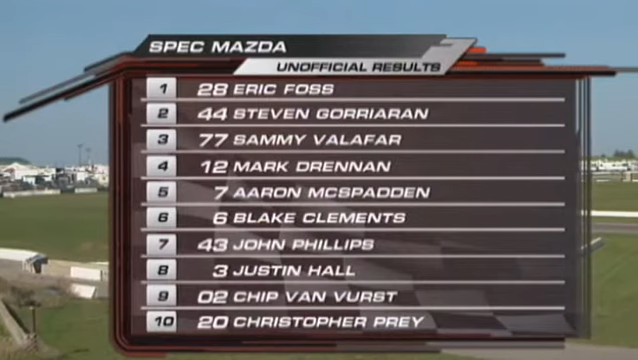 SPEC MAZDA
UNOFFICIAL RESULTS
1 28 ERIC FOSS
2 44 STEVEN GORRIARAN
3 77 SAMMY VALAFAR
4 12 MARK DRENNAN
5 7 AARON MCSPADDEN
6 6 BLAKE CLEMENTS
7 43 JOHN PHILLIPS
8 3 JUSTIN HALL
9 02 CHIP VAN VURST
10 20 CHRISTOPHER PREY